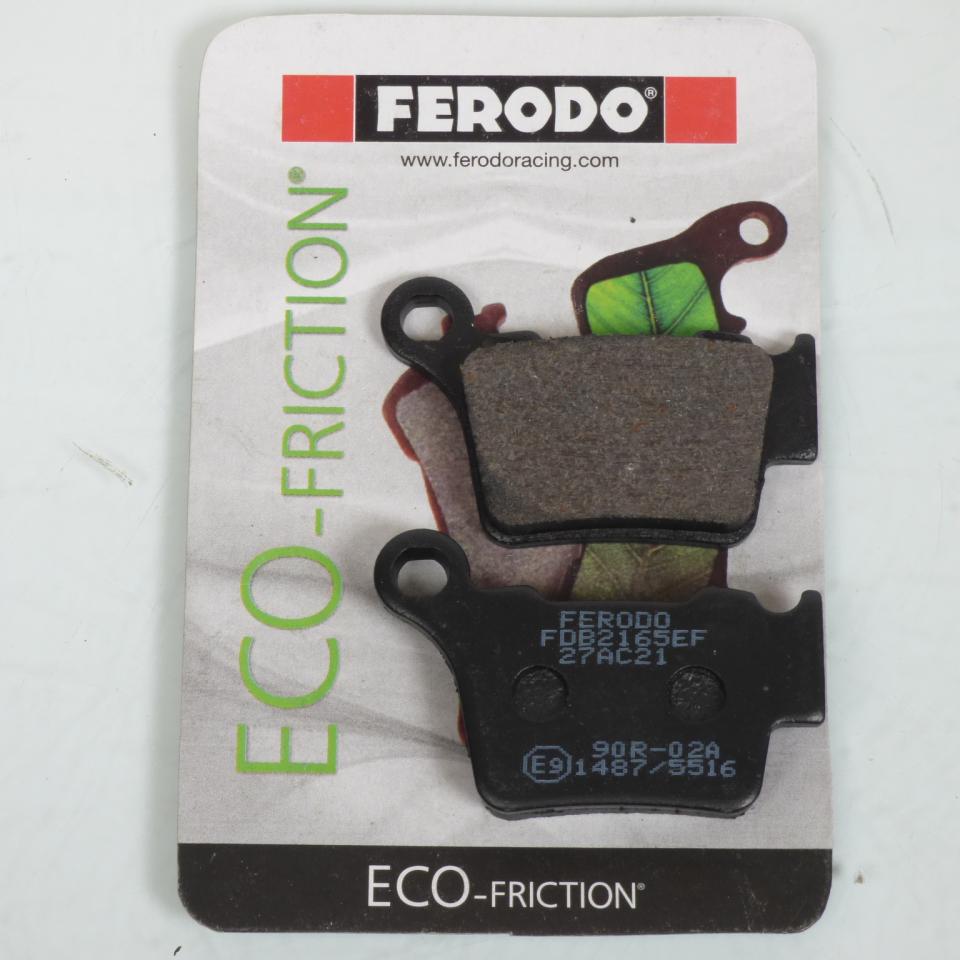 FERODO®
www.ferodoracing.com
ECO-FRICTION®
FERODO
FDB2165EF
27AC21
90R-02A
E9 1487/5516
ECO-FRICTION®